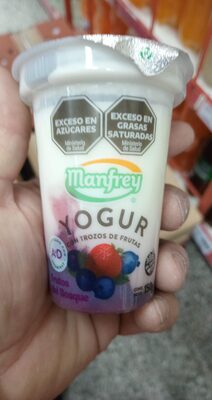 EXCESO EN
AZÚCARES
Ministerio
de Salud
EXCESO EN
GRASAS
SATURADAS
Ministerio
de Salud
Manfrey
YOGUR
CON TROZOS DE FRUTAS
del Bosque